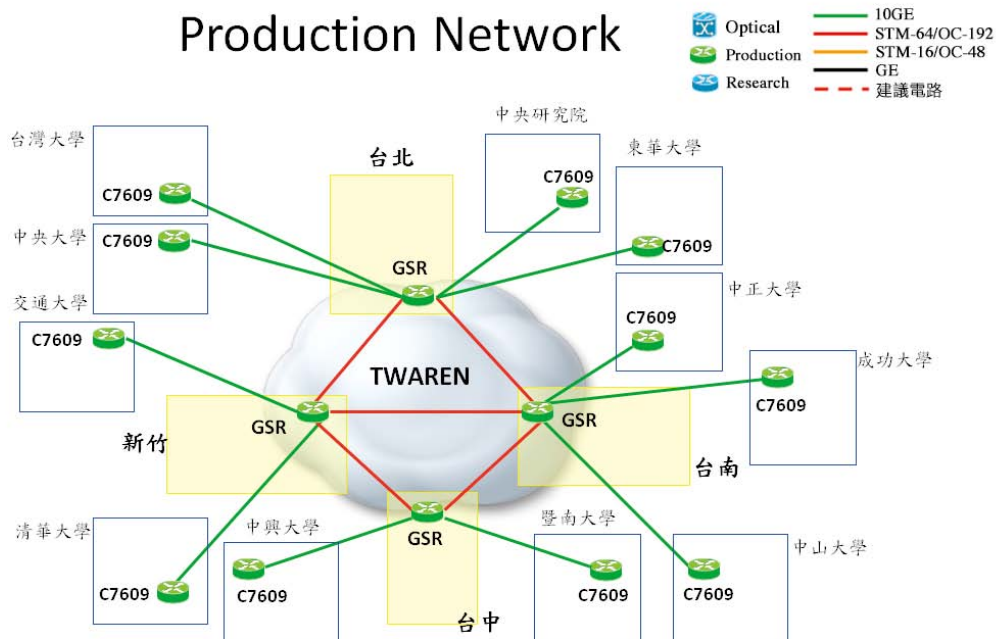 Production Network
Optical
Production
Research
10GE
STM-64/OC-192
STM-16/OC-48
GE
建議電路
台灣大學
C7609
中央大學
C7609
交通大學
C7609
台北
GSR
中央研究院
C7609
東華大學
C7609
中正大學
C7609
成功大學
C7609
TWAREN
新竹
GSR
GSR
台南
清華大學
C7609
中興大學
C7609
GSR
台中
暨南大學
C7609
中山大學
C7609